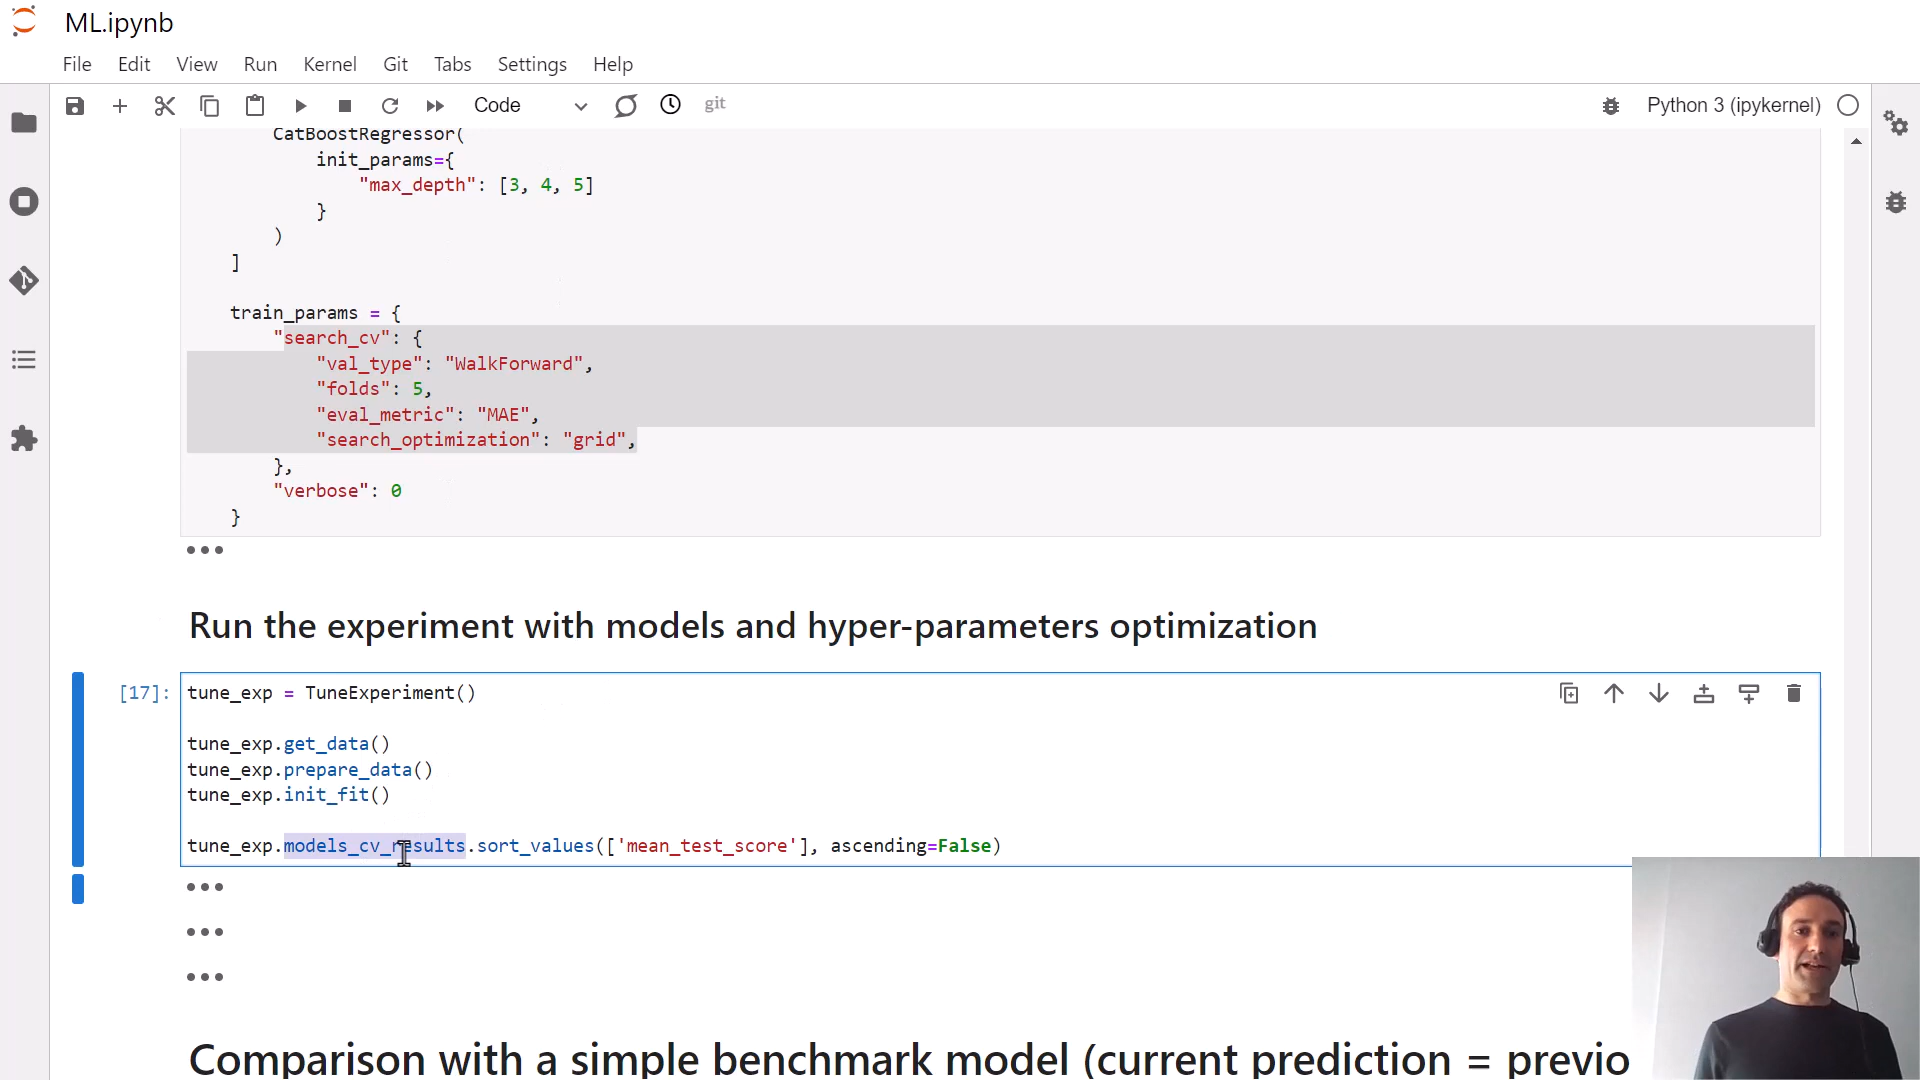 ML.ipynb
File Edit View Run Kernel Git Tabs Settings Help
Code git Python 3 (ipykernel)
CatBoostRegressor(
init_params={
"max_depth": [3, 4, 5]
}
)
]
train_params = {
"search_cv": {
"val_type": "WalkForward",
"folds": 5,
"eval_metric": "MAE",
"search_optimization": "grid",
},
"verbose": 0
}
Run the experiment with models and hyper-parameters optimization
[17]: tune_exp = TuneExperiment()
tune_exp.get_data()
tune_exp.prepare_data()
tune_exp.init_fit()
tune_exp.models_cv_results.sort_values(['mean_test_score'], ascending=False)
Comparison with a simple benchmark model (current prediction = previo